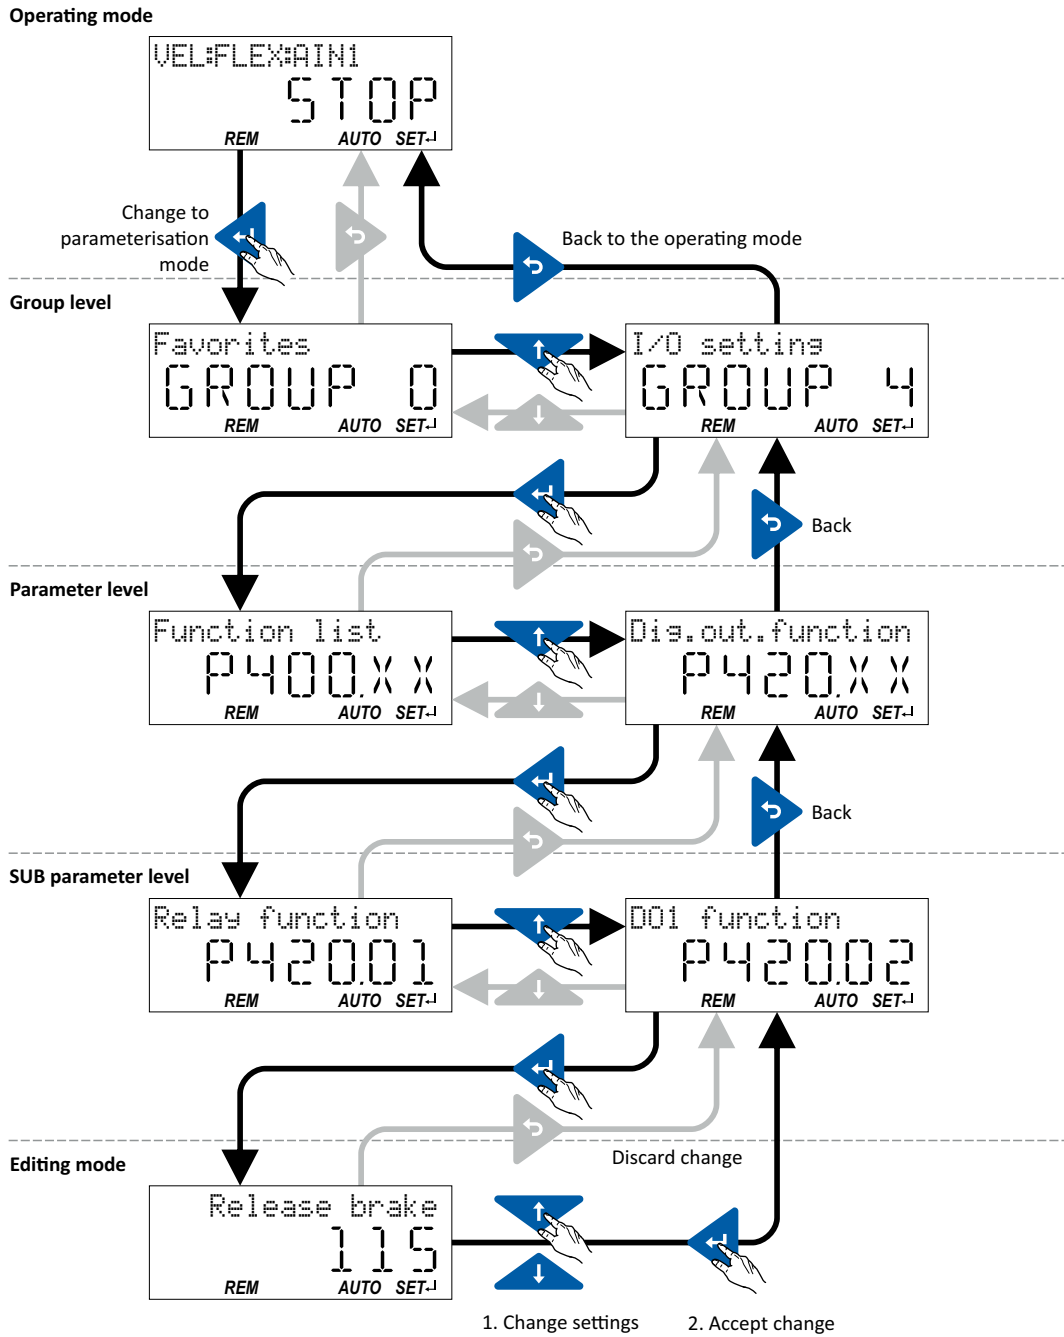 Operating mode
VEL:FLEX:AIN1
STOP
REM AUTO SET
Change to
parameterisation
mode
Back to the operating mode
Group level
Favorites
GROUP 0
REM AUTO SET
I/O setting
GROUP 4
REM AUTO SET
Back
Parameter level
Function list
P400.XX
REM AUTO SET
Dig.out.function
P420.XX
REM AUTO SET
Back
SUB parameter level
Relay function
P420.01
REM AUTO SET
DO1 function
P420.02
REM AUTO SET
Discard change
Editing mode
Release brake
115
REM AUTO SET
1. Change settings
2. Accept change